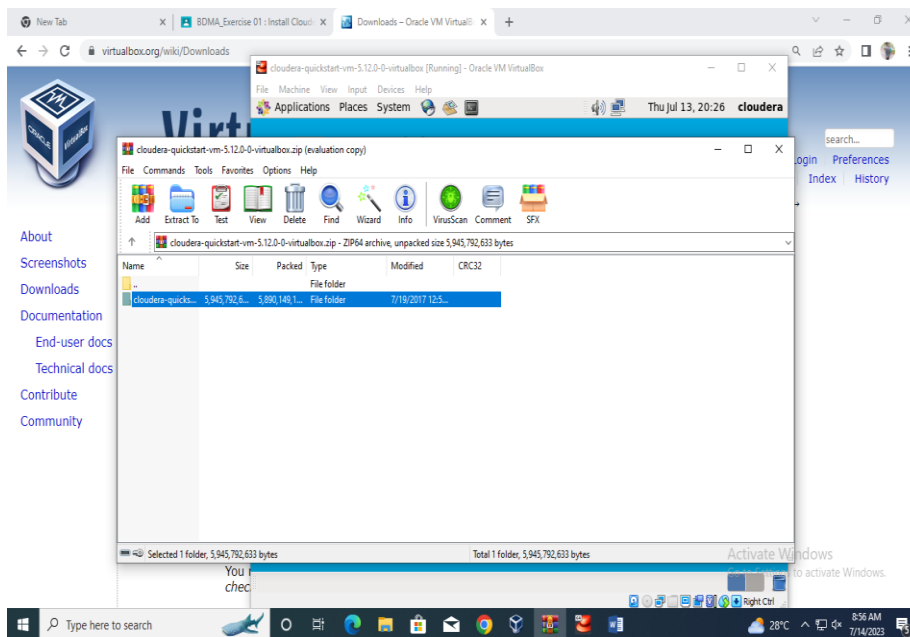 New Tab
BDMA_Exercise 01 : Install Cloud
Downloads – Oracle VM VirtualB
virtualbox.org/wiki/Downloads
cloudera-quickstart-vm-5.12.0-0-virtualbox [Running] - Oracle VM VirtualBox
File Machine View Input Devices Help
Applications Places System
Thu Jul 13, 20:26 cloudera
ORACLE
VirtualBox
Virt
search...
ogin Preferences
Index History
cloudera-quickstart-vm-5.12.0-0-virtualbox.zip (evaluation copy)
File Commands Tools Favorites Options Help
Add Extract To Test View Delete Find Wizard Info VirusScan Comment SFX
cloudera-quickstart-vm-5.12.0-0-virtualbox.zip - ZIP64 archive, unpacked size 5,945,792,633 bytes
Name Size Packed Type Modified CRC32
.. File folder
cloudera-quicks... 5,945,792,6... 5,890,149,1... File folder 7/19/2017 12:5...
About
Screenshots
Downloads
Documentation
End-user docs
Technical docs
Contribute
Community
Selected 1 folder, 5,945,792,633 bytes
Total 1 folder, 5,945,792,633 bytes
Activate Windows
to activate Windows.
You
chec
Right Ctrl
Type here to search
28°C
8:56 AM
7/14/2023
5